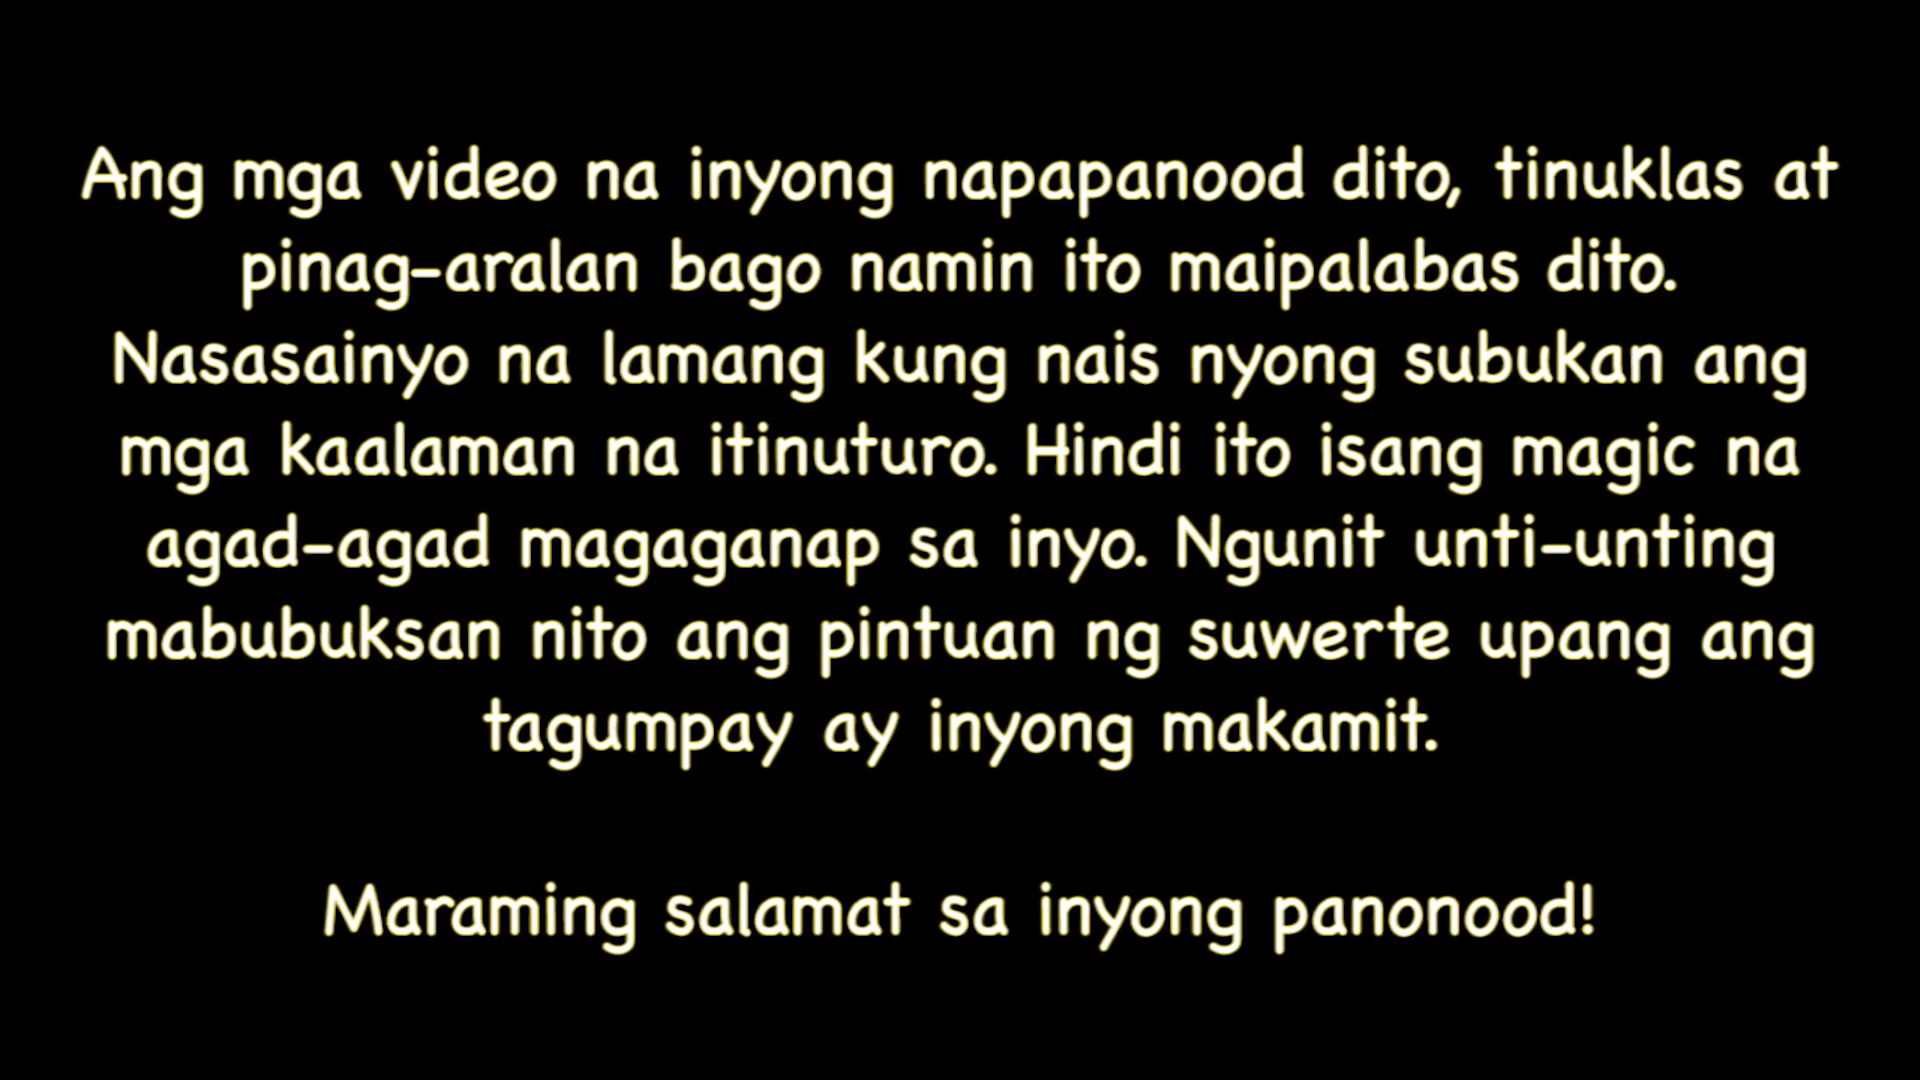 Ang mga video na inyong napapanood dito, tinuklas at
pinag-aralan bago namin ito maipalabas dito.
Nasasainyo na lamang kung nais nyong subukan ang
mga kaalaman na itinuturo. Hindi ito isang magic na
agad-agad magaganap sa inyo. Ngunit unti-unting
mabubuksan nito ang pintuan ng suwerte upang ang
tagumpay ay inyong makamit.
Maraming salamat sa inyong panonood!